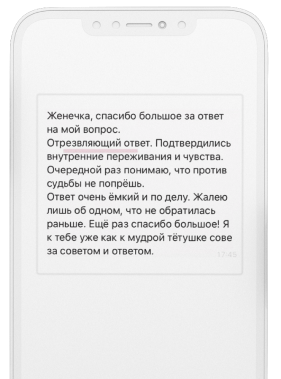 Женечка, спасибо большое за ответ
на мой вопрос.
Отрезвляющий ответ. Подтвердились
внутренние переживания и чувства.
Очередной раз понимаю, что против
судьбы не попрёшь.
Ответ очень ёмкий и по делу. Жалею
лишь об одном, что не обратилась
раньше. Ещё раз спасибо большое! Я
к тебе уже как к мудрой тётушке сове
за советом и ответом.
17:45